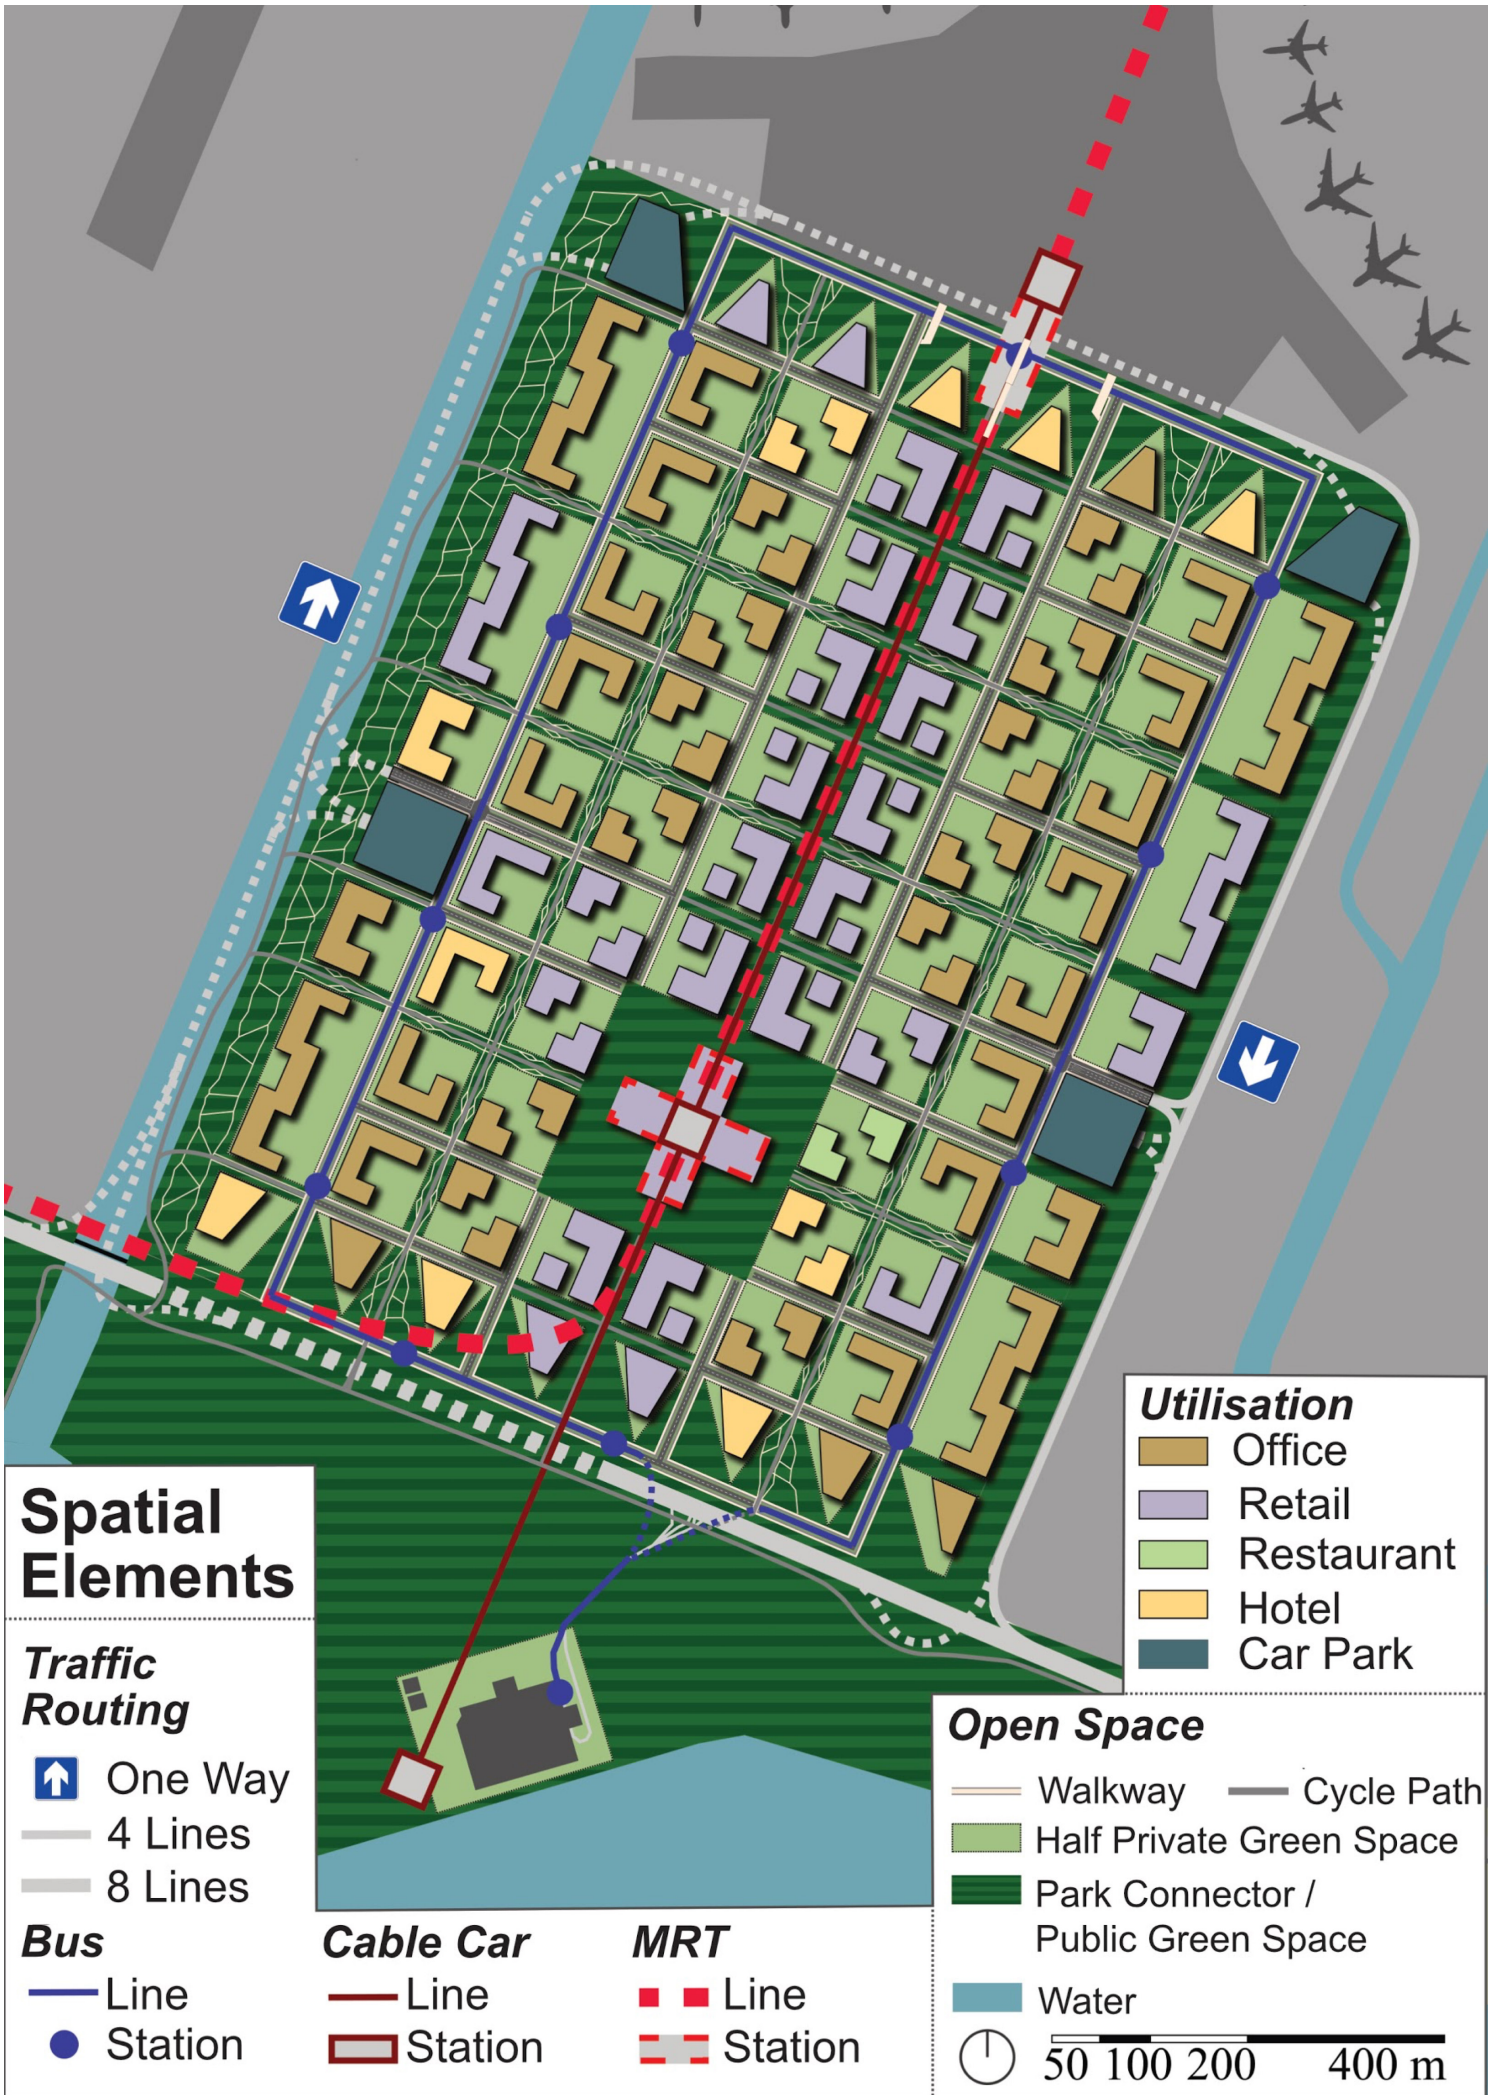 Utilisation
Office
Retail
Restaurant
Hotel
Car Park
Spatial
Elements
Traffic
Routing
One Way
4 Lines
8 Lines
Bus
Line
Station
Cable Car
Line
Station
MRT
Line
Station
Open Space
Walkway
Cycle Path
Half Private Green Space
Park Connector /
Public Green Space
Water
50 100 200 400 m